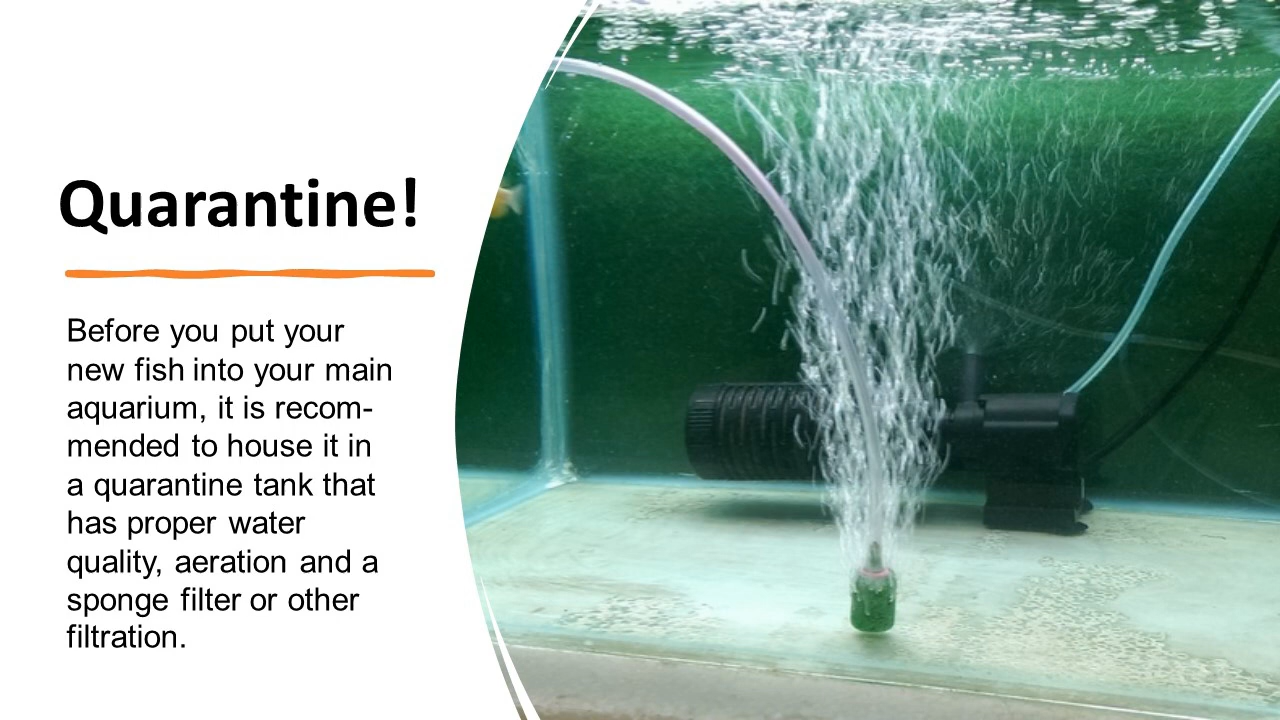 Quarantine!
Before you put your
new fish into your main
aquarium, it is recom-
mended to house it in
a quarantine tank that
has proper water
quality, aeration and a
sponge filter or other
filtration.